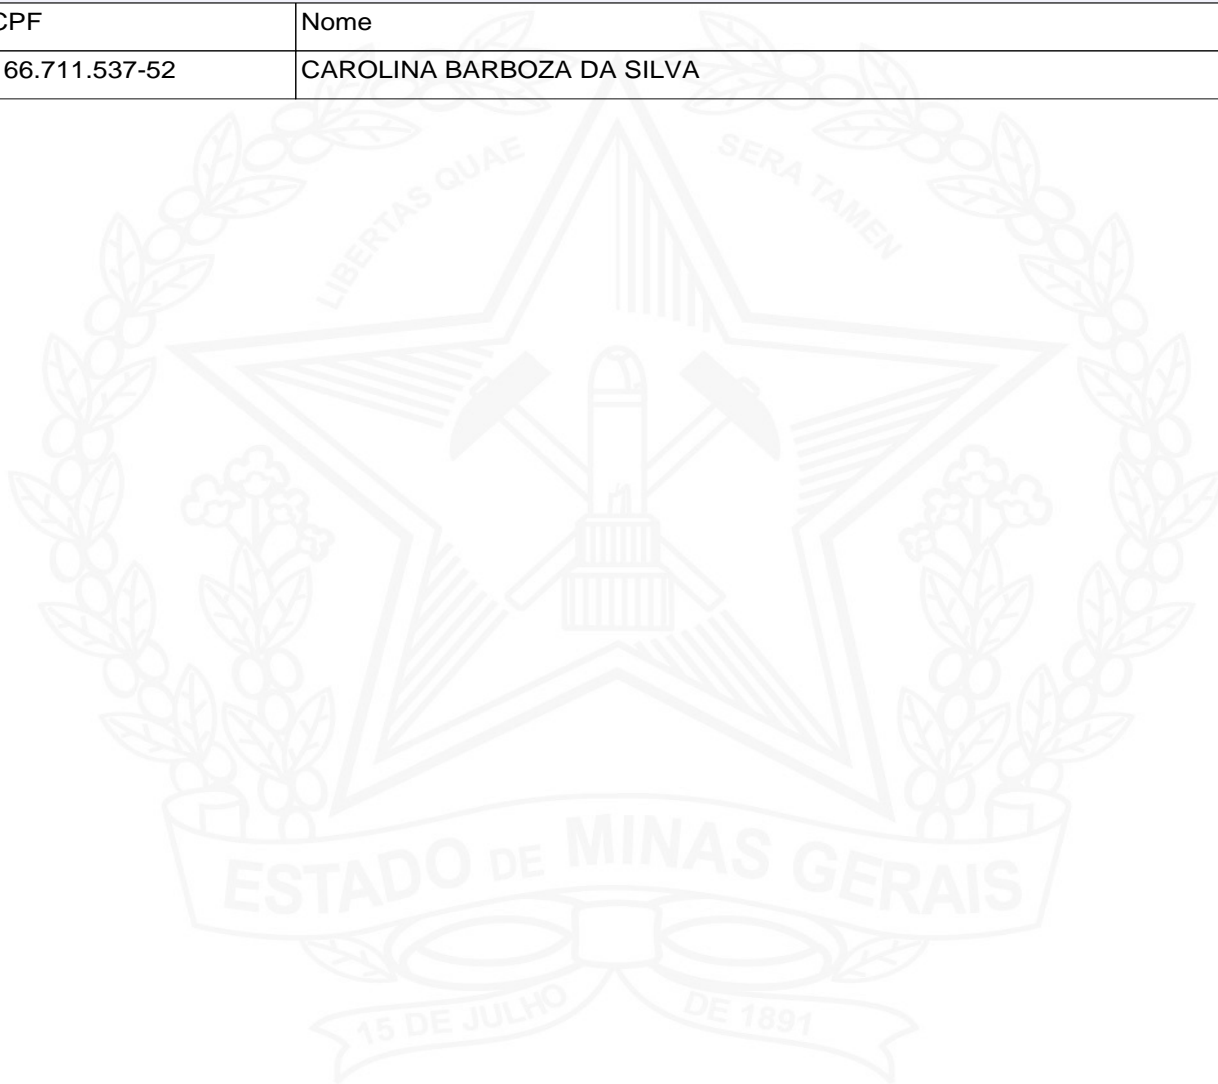 CPF Nome
66.711.537-52 CAROLINA BARBOZA DA SILVA
LIBERTAS QUAE SERA TAMEN
ESTADO DE MINAS GERAIS
15 DE JULHO DE 1891